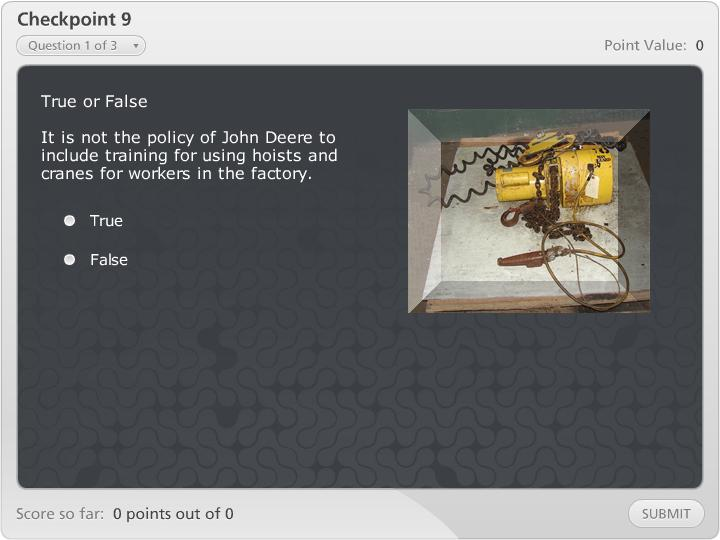 Checkpoint 9
Question 1 of 3
Point Value: 0
True or False
It is not the policy of John Deere to
include training for using hoists and
cranes for workers in the factory.
True
False
Score so far: 0 points out of 0
SUBMIT